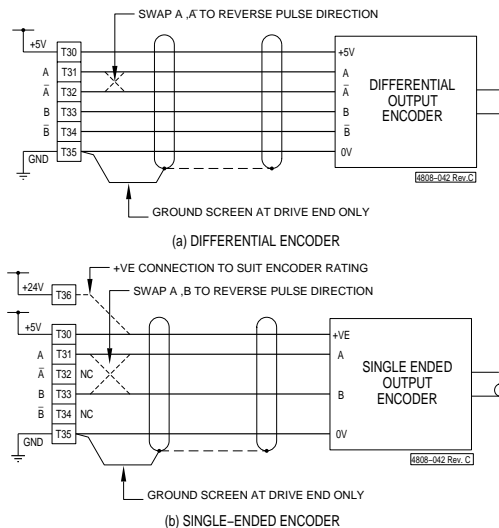 SWAP A ,A̅ TO REVERSE PULSE DIRECTION
+5V T30 +5V
A T31 A
A̅ T32 A̅
B T33 B
B̅ T34 B̅
GND T35 0V
DIFFERENTIAL
OUTPUT
ENCODER
4808–042 Rev.C
GROUND SCREEN AT DRIVE END ONLY
(a) DIFFERENTIAL ENCODER
+VE CONNECTION TO SUIT ENCODER RATING
+24V T36
SWAP A ,B TO REVERSE PULSE DIRECTION
+5V T30 +VE
A T31 A
A̅ T32 NC
B T33 B
B̅ T34 NC
GND T35 0V
SINGLE ENDED
OUTPUT
ENCODER
4808–042 Rev. C
GROUND SCREEN AT DRIVE END ONLY
(b) SINGLE–ENDED ENCODER